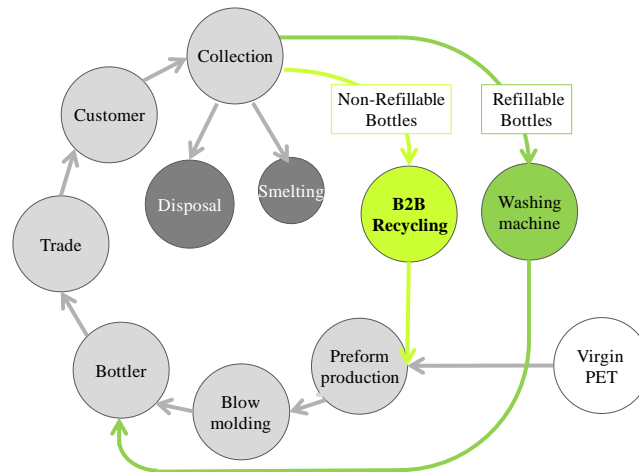 Collection
Customer
Non-Refillable
Bottles
Refillable
Bottles
Disposal
Smelting
B2B
Recycling
Washing
machine
Trade
Preform
production
Virgin
PET
Bottler
Blow
molding